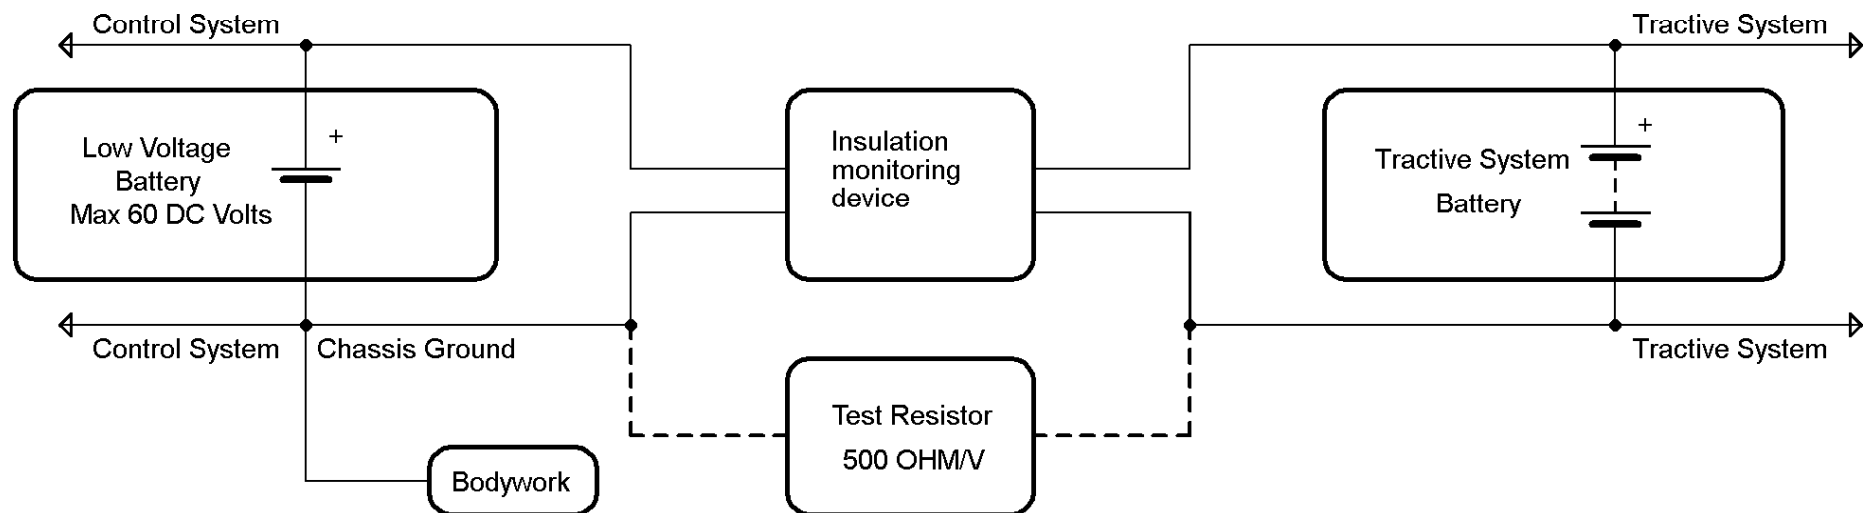 Control System
Tractive System
+
Low Voltage
Battery
Max 60 DC Volts
Insulation
monitoring
device
+
Tractive System
Battery
Control System
Chassis Ground
Tractive System
Test Resistor
500 OHM/V
Bodywork